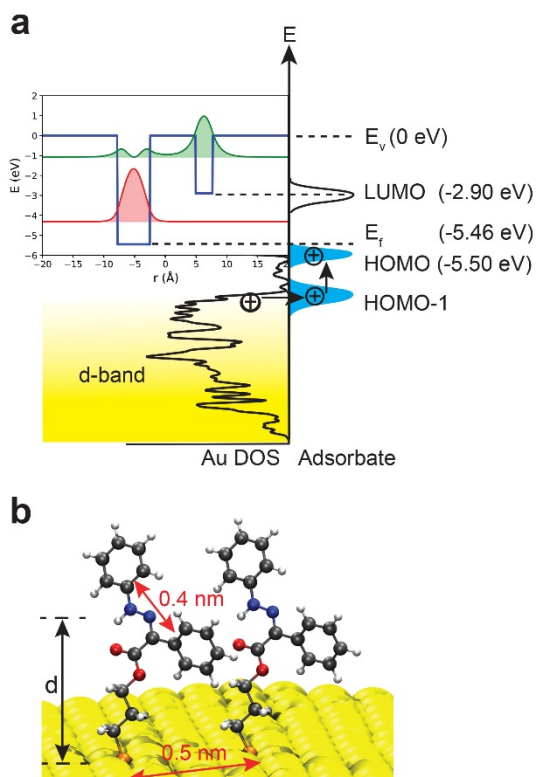 a
E
2
1
0
−1
−2
−3
−4
−5
−6
E (eV)
−20 −15 −10 −5 0 5 10 15 20
r (Å)
Ev (0 eV)
LUMO (-2.90 eV)
Ef (-5.46 eV)
HOMO (-5.50 eV)
HOMO-1
d-band
Au DOS Adsorbate
b
0.4 nm
d
0.5 nm